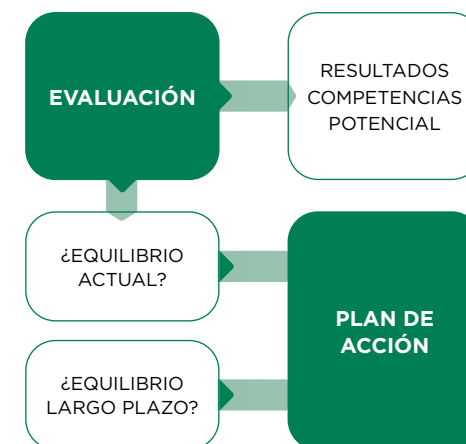 EVALUACIÓN
RESULTADOS
COMPETENCIAS
POTENCIAL
¿EQUILIBRIO
ACTUAL?
PLAN DE
ACCIÓN
¿EQUILIBRIO
LARGO PLAZO?